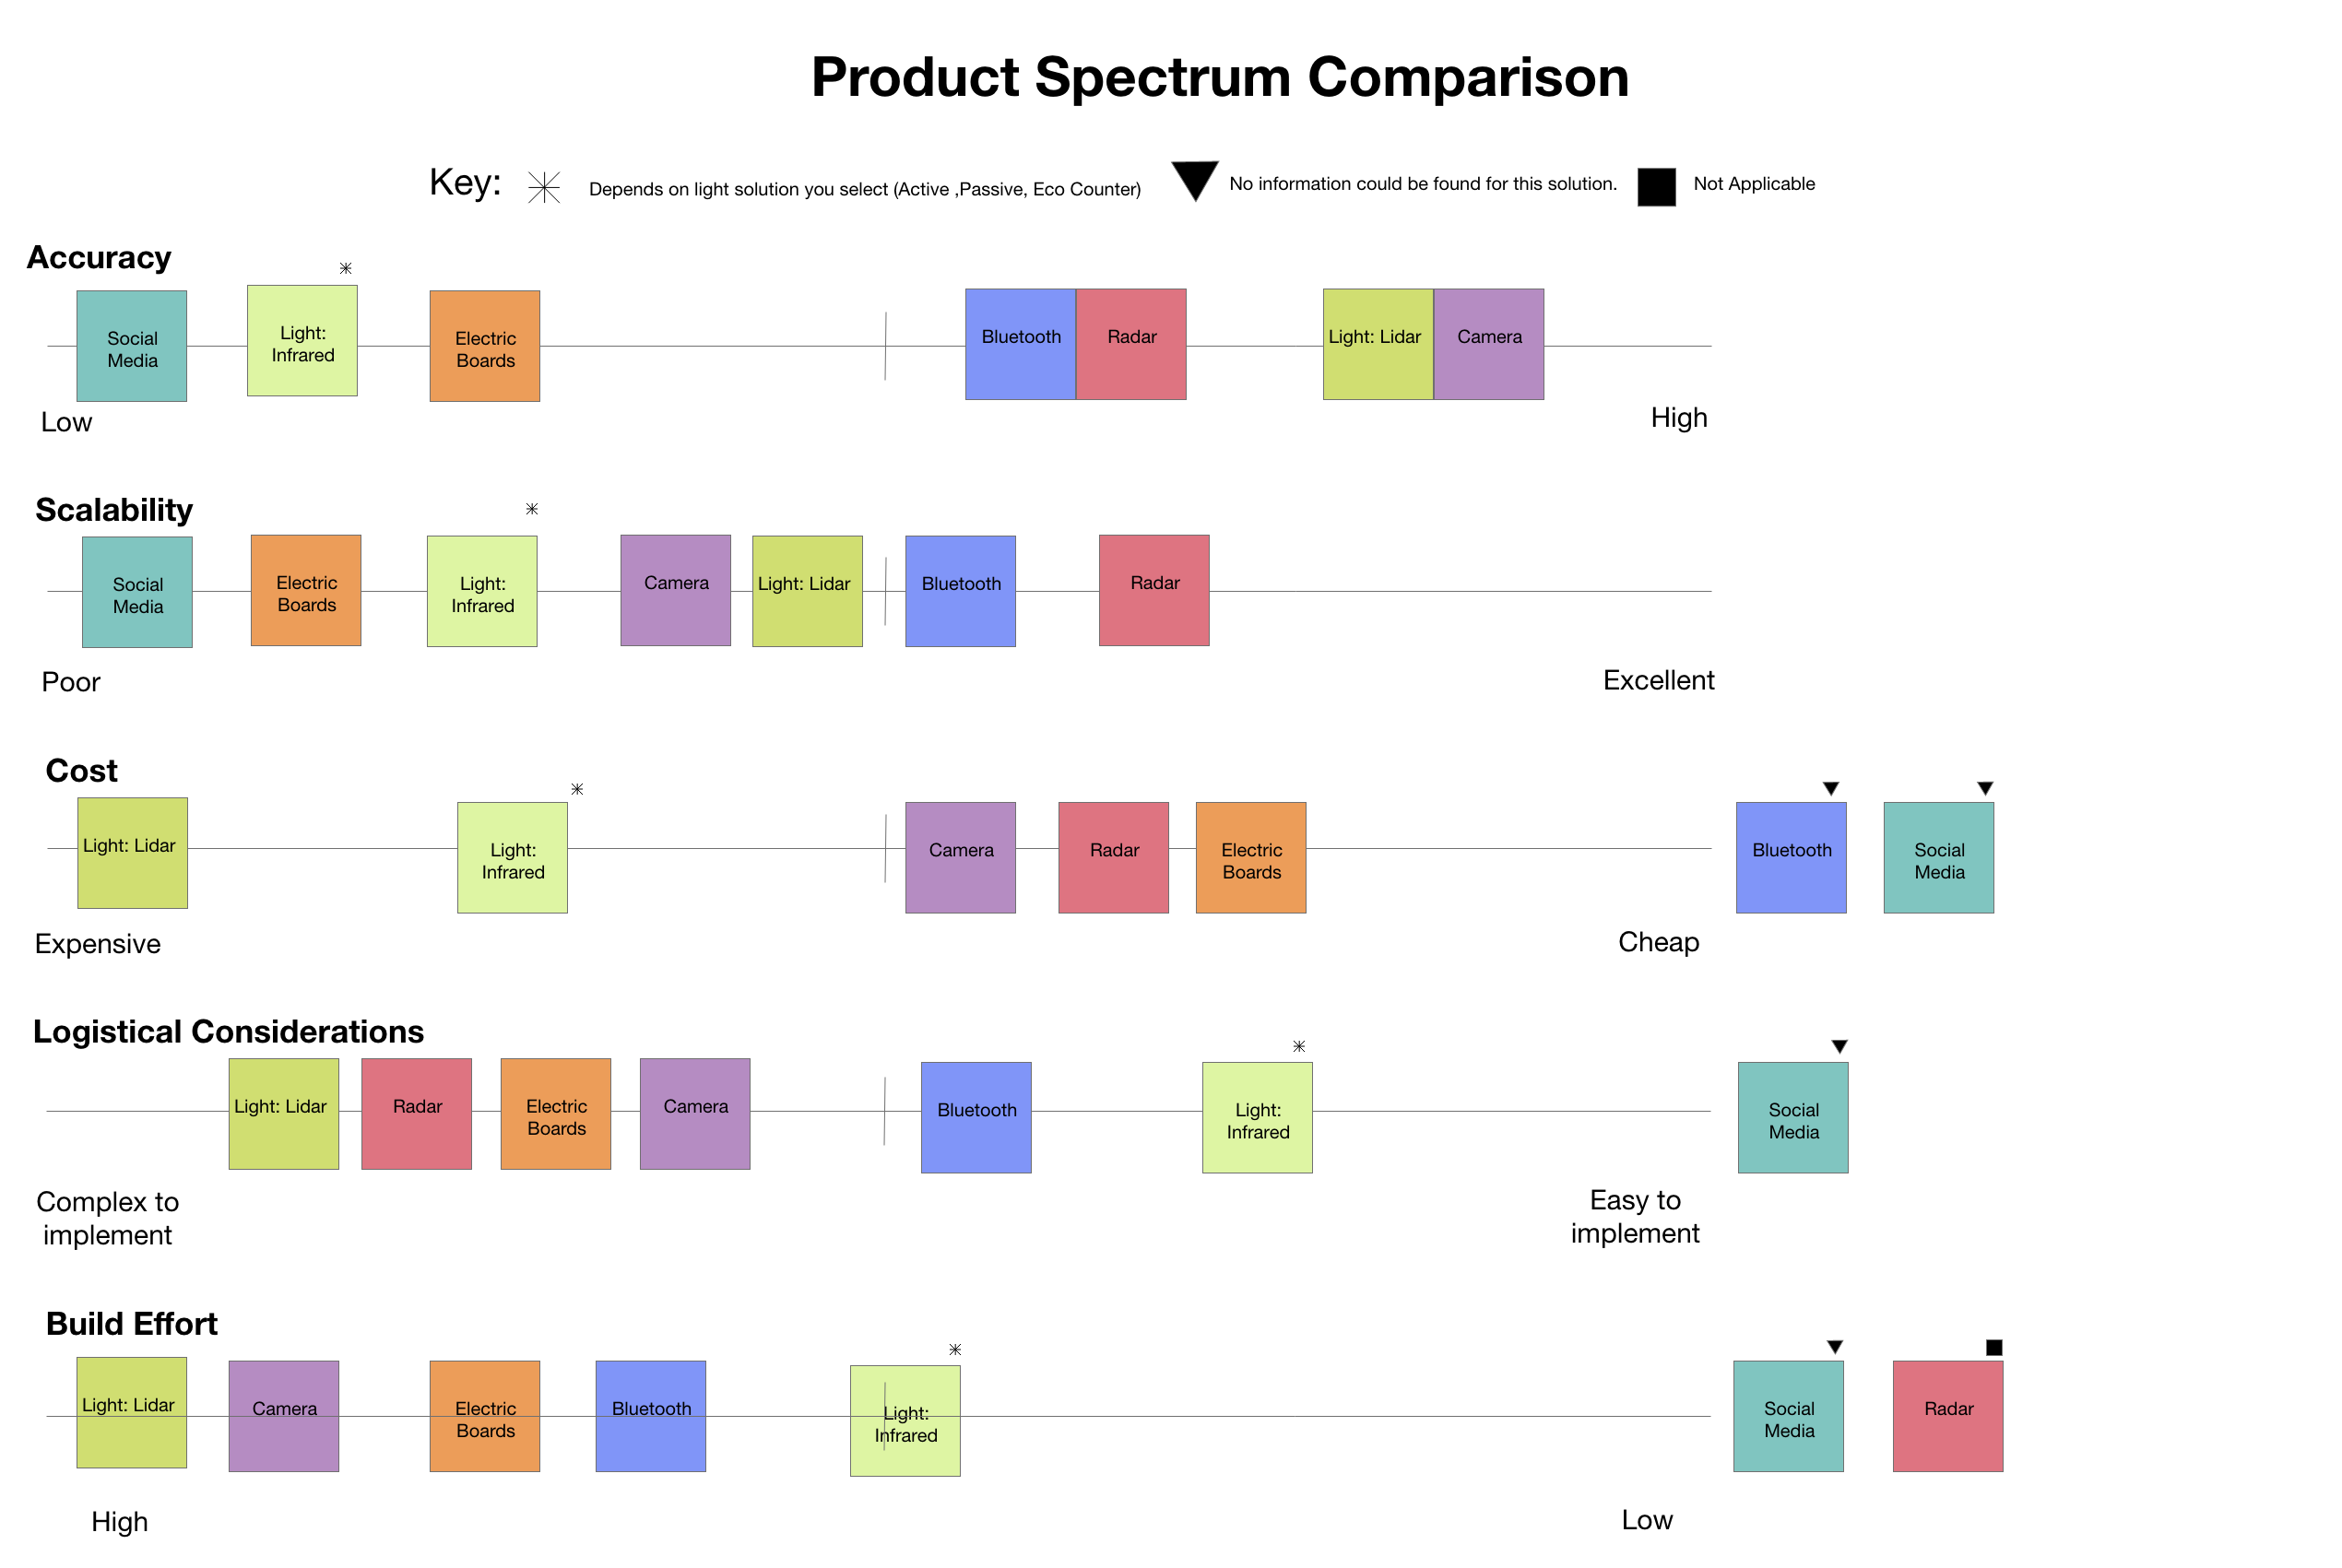 Product Spectrum Comparison
Key:
Depends on light solution you select (Active ,Passive, Eco Counter)
No information could be found for this solution.
Not Applicable
Accuracy
Social
Media
Light:
Infrared
Electric
Boards
Bluetooth
Radar
Light: Lidar
Camera
Low
High
Scalability
Social
Media
Electric
Boards
Light:
Infrared
Camera
Light: Lidar
Bluetooth
Radar
Poor
Excellent
Cost
Light: Lidar
Light:
Infrared
Camera
Radar
Electric
Boards
Bluetooth
Social
Media
Expensive
Cheap
Logistical Considerations
Light: Lidar
Radar
Electric
Boards
Camera
Bluetooth
Light:
Infrared
Social
Media
Complex to
implement
Easy to
implement
Build Effort
Light: Lidar
Camera
Electric
Boards
Bluetooth
Light:
Infrared
Social
Media
Radar
High
Low